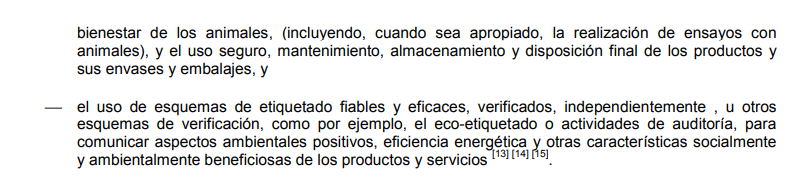 bienestar de los animales, (incluyendo, cuando sea apropiado, la realización de ensayos con
animales), y el uso seguro, mantenimiento, almacenamiento y disposición final de los productos y
sus envases y embalajes, y
— el uso de esquemas de etiquetado fiables y eficaces, verificados, independientemente , u otros
esquemas de verificación, como por ejemplo, el eco-etiquetado o actividades de auditoría, para
comunicar aspectos ambientales positivos, eficiencia energética y otras características socialmente
y ambientalmente beneficiosas de los productos y servicios [13] [14] [15].